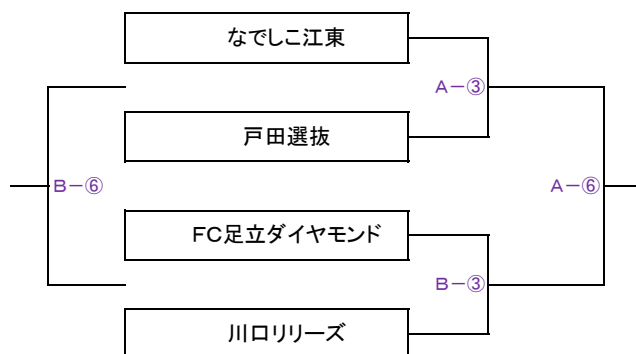 なでしこ江東
A－③
戸田選抜
B－⑥
A－⑥
FC足立ダイヤモンド
B－③
川口リリーズ